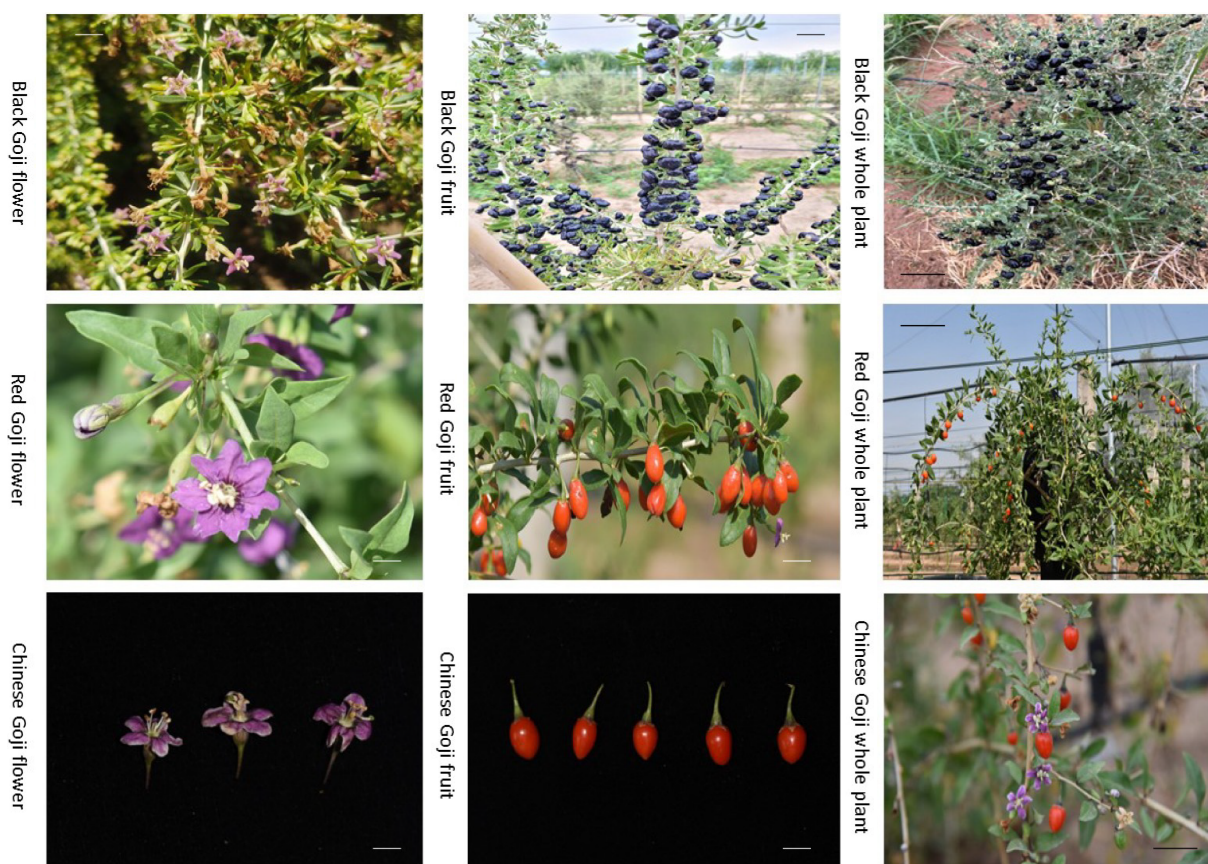 Black Goji flower
Black Goji fruit
Black Goji whole plant
Red Goji flower
Red Goji fruit
Red Goji whole plant
Chinese Goji flower
Chinese Goji fruit
Chinese Goji whole plant